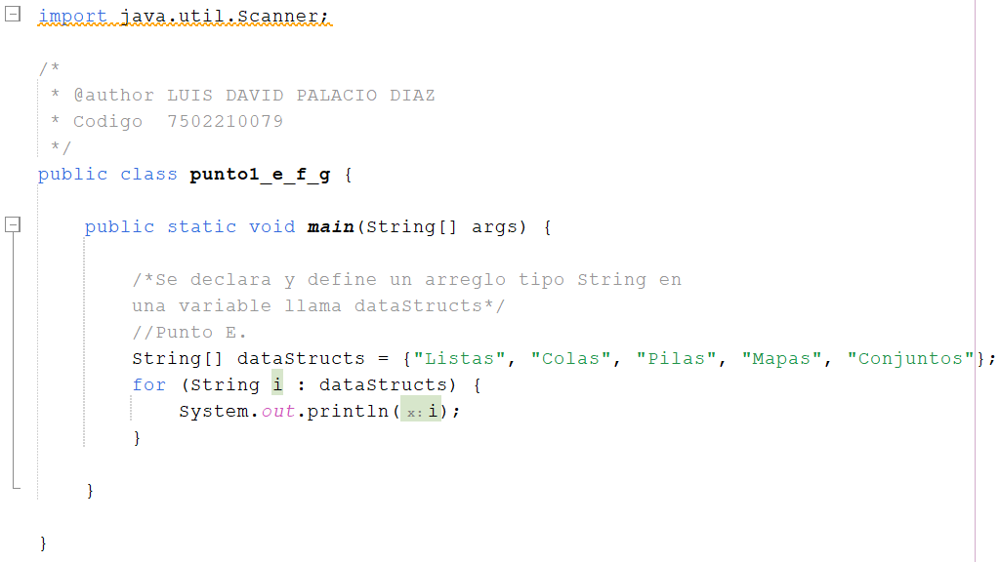 import java.util.Scanner;
/*
* @author LUIS DAVID PALACIO DIAZ
* Codigo  7502210079
*/
public class punto1_e_f_g {
public static void main(String[] args) {
/*Se declara y define un arreglo tipo String en
una variable llama dataStructs*/
//Punto E.
String[] dataStructs = {"Listas", "Colas", "Pilas", "Mapas", "Conjuntos"};
for (String i : dataStructs) {
System.out.println(x: i);
}
}
}